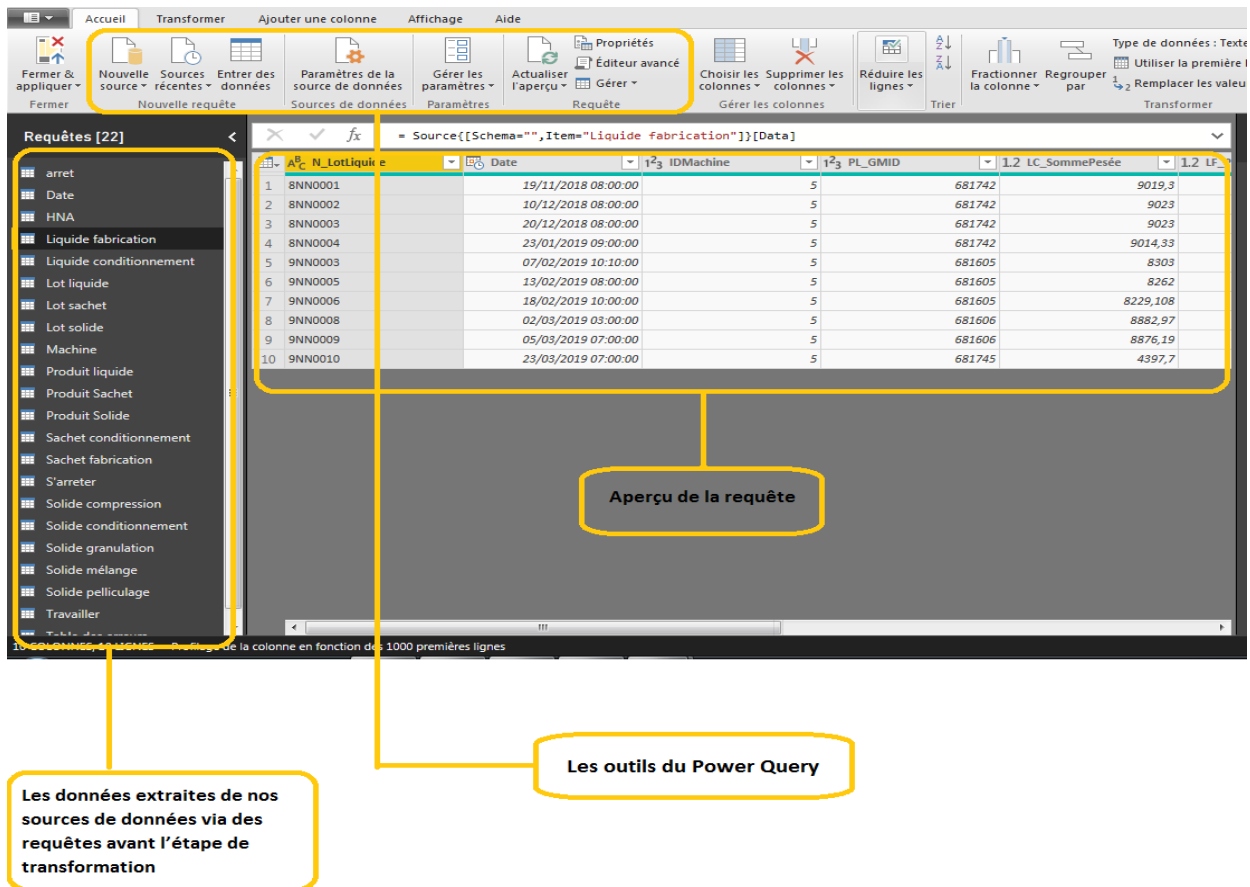 Accueil Transformer Ajouter une colonne Affichage Aide
Fermer & appliquer
Nouvelle source
Sources récentes
Entrer des données
Paramètres de la source de données
Gérer les paramètres
Actualiser l'aperçu
Propriétés
Éditeur avancé
Gérer
Choisir les colonnes
Supprimer les colonnes
Réduire les lignes
Fractionner la colonne
Regrouper par
Type de données : Texte
Utiliser la première l
Remplacer les valeu
Fermer Nouvelle requête Sources de données Paramètres Requête Gérer les colonnes Trier Transformer
Requêtes [22]
fx = Source{[Schema="",Item="Liquide fabrication"]}[Data]
arret
Date
HNA
Liquide fabrication
Liquide conditionnement
Lot liquide
Lot sachet
Lot solide
Machine
Produit liquide
Produit Sachet
Produit Solide
Sachet conditionnement
Sachet fabrication
S'arreter
Solide compression
Solide conditionnement
Solide granulation
Solide mélange
Solide pelliculage
Travailler
ABC N_LotLiquide Date 123 IDMachine 123 PL_GMID 1.2 LC_SommePesée 1.2 LF_
1 8NN0001 19/11/2018 08:00:00 5 681742 9019,3
2 8NN0002 10/12/2018 08:00:00 5 681742 9023
3 8NN0003 20/12/2018 08:00:00 5 681742 9023
4 8NN0004 23/01/2019 09:00:00 5 681742 9014,33
5 9NN0003 07/02/2019 10:10:00 5 681605 8303
6 9NN0005 13/02/2019 08:00:00 5 681605 8262
7 9NN0006 18/02/2019 10:00:00 5 681605 8229,108
8 9NN0008 02/03/2019 03:00:00 5 681606 8882,97
9 9NN0009 05/03/2019 07:00:00 5 681606 8876,19
10 9NN0010 23/03/2019 07:00:00 5 681745 4397,7
Aperçu de la requête
de la colonne en fonction des 1000 premières lignes
Les outils du Power Query
Les données extraites de nos
sources de données via des
requêtes avant l'étape de
transformation